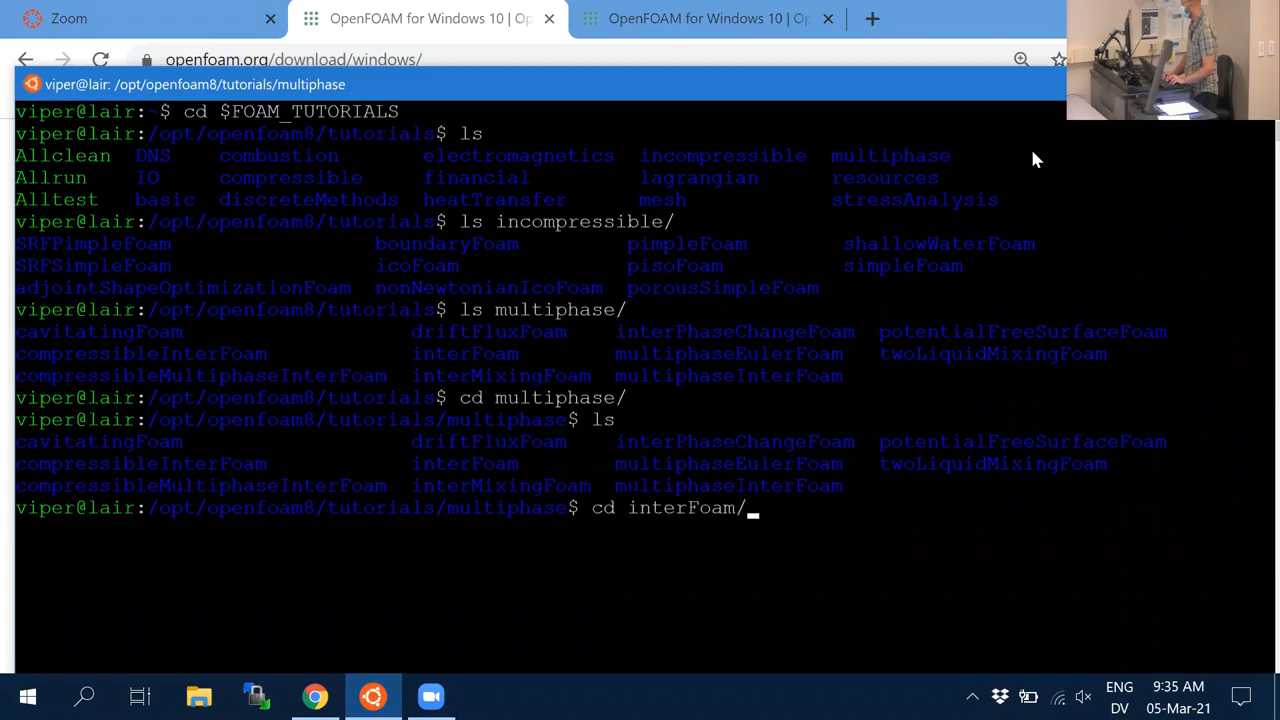 Zoom
OpenFOAM for Windows 10 | Op
OpenFOAM for Windows 10 | Op
openfoam.org/download/windows/
viper@lair: /opt/openfoam8/tutorials/multiphase
viper@lair:~$ cd $FOAM_TUTORIALS
viper@lair:/opt/openfoam8/tutorials$ ls
Allclean DNS combustion electromagnetics incompressible multiphase
Allrun IO compressible financial lagrangian resources
Alltest basic discreteMethods heatTransfer mesh stressAnalysis
viper@lair:/opt/openfoam8/tutorials$ ls incompressible/
SRFPimpleFoam boundaryFoam pimpleFoam shallowWaterFoam
SRFSimpleFoam icoFoam pisoFoam simpleFoam
adjointShapeOptimizationFoam nonNewtonianIcoFoam porousSimpleFoam
viper@lair:/opt/openfoam8/tutorials$ ls multiphase/
cavitatingFoam driftFluxFoam interPhaseChangeFoam potentialFreeSurfaceFoam
compressibleInterFoam interFoam multiphaseEulerFoam twoLiquidMixingFoam
compressibleMultiphaseInterFoam interMixingFoam multiphaseInterFoam
viper@lair:/opt/openfoam8/tutorials$ cd multiphase/
viper@lair:/opt/openfoam8/tutorials/multiphase$ ls
cavitatingFoam driftFluxFoam interPhaseChangeFoam potentialFreeSurfaceFoam
compressibleInterFoam interFoam multiphaseEulerFoam twoLiquidMixingFoam
compressibleMultiphaseInterFoam interMixingFoam multiphaseInterFoam
viper@lair:/opt/openfoam8/tutorials/multiphase$ cd interFoam/
ENG 9:35 AM
DV 05-Mar-21